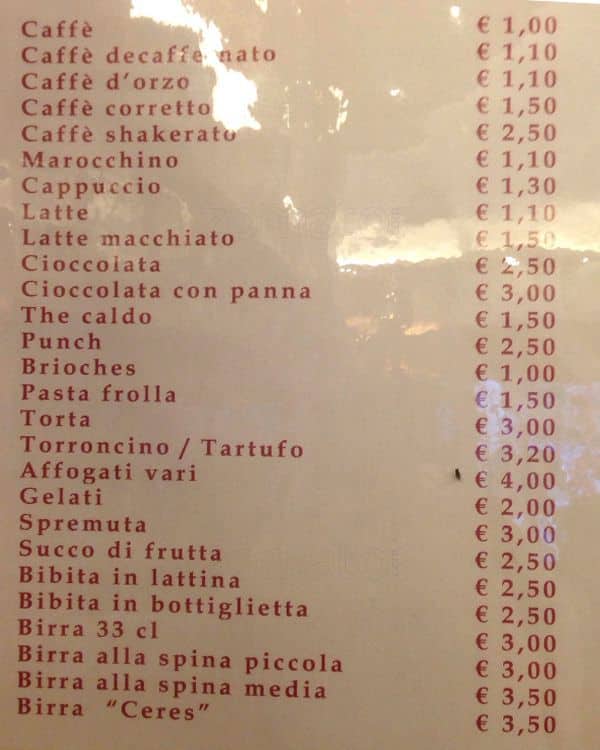 Caffè € 1,00
Caffè decaffeinato € 1,10
Caffè d'orzo € 1,10
Caffè corretto € 1,50
Caffè shakerato € 2,50
Marocchino € 1,10
Cappuccio € 1,30
Latte € 1,10
Latte macchiato € 1,50
Cioccolata € 2,50
Cioccolata con panna € 3,00
The caldo € 1,50
Punch € 2,50
Brioches € 1,00
Pasta frolla € 1,50
Torta € 3,00
Torroncino / Tartufo € 3,20
Affogati vari € 4,00
Gelati € 2,00
Spremuta € 3,00
Succo di frutta € 2,50
Bibita in lattina € 2,50
Bibita in bottiglietta € 2,50
Birra 33 cl € 3,00
Birra alla spina piccola € 3,00
Birra alla spina media € 3,50
Birra "Ceres" € 3,50